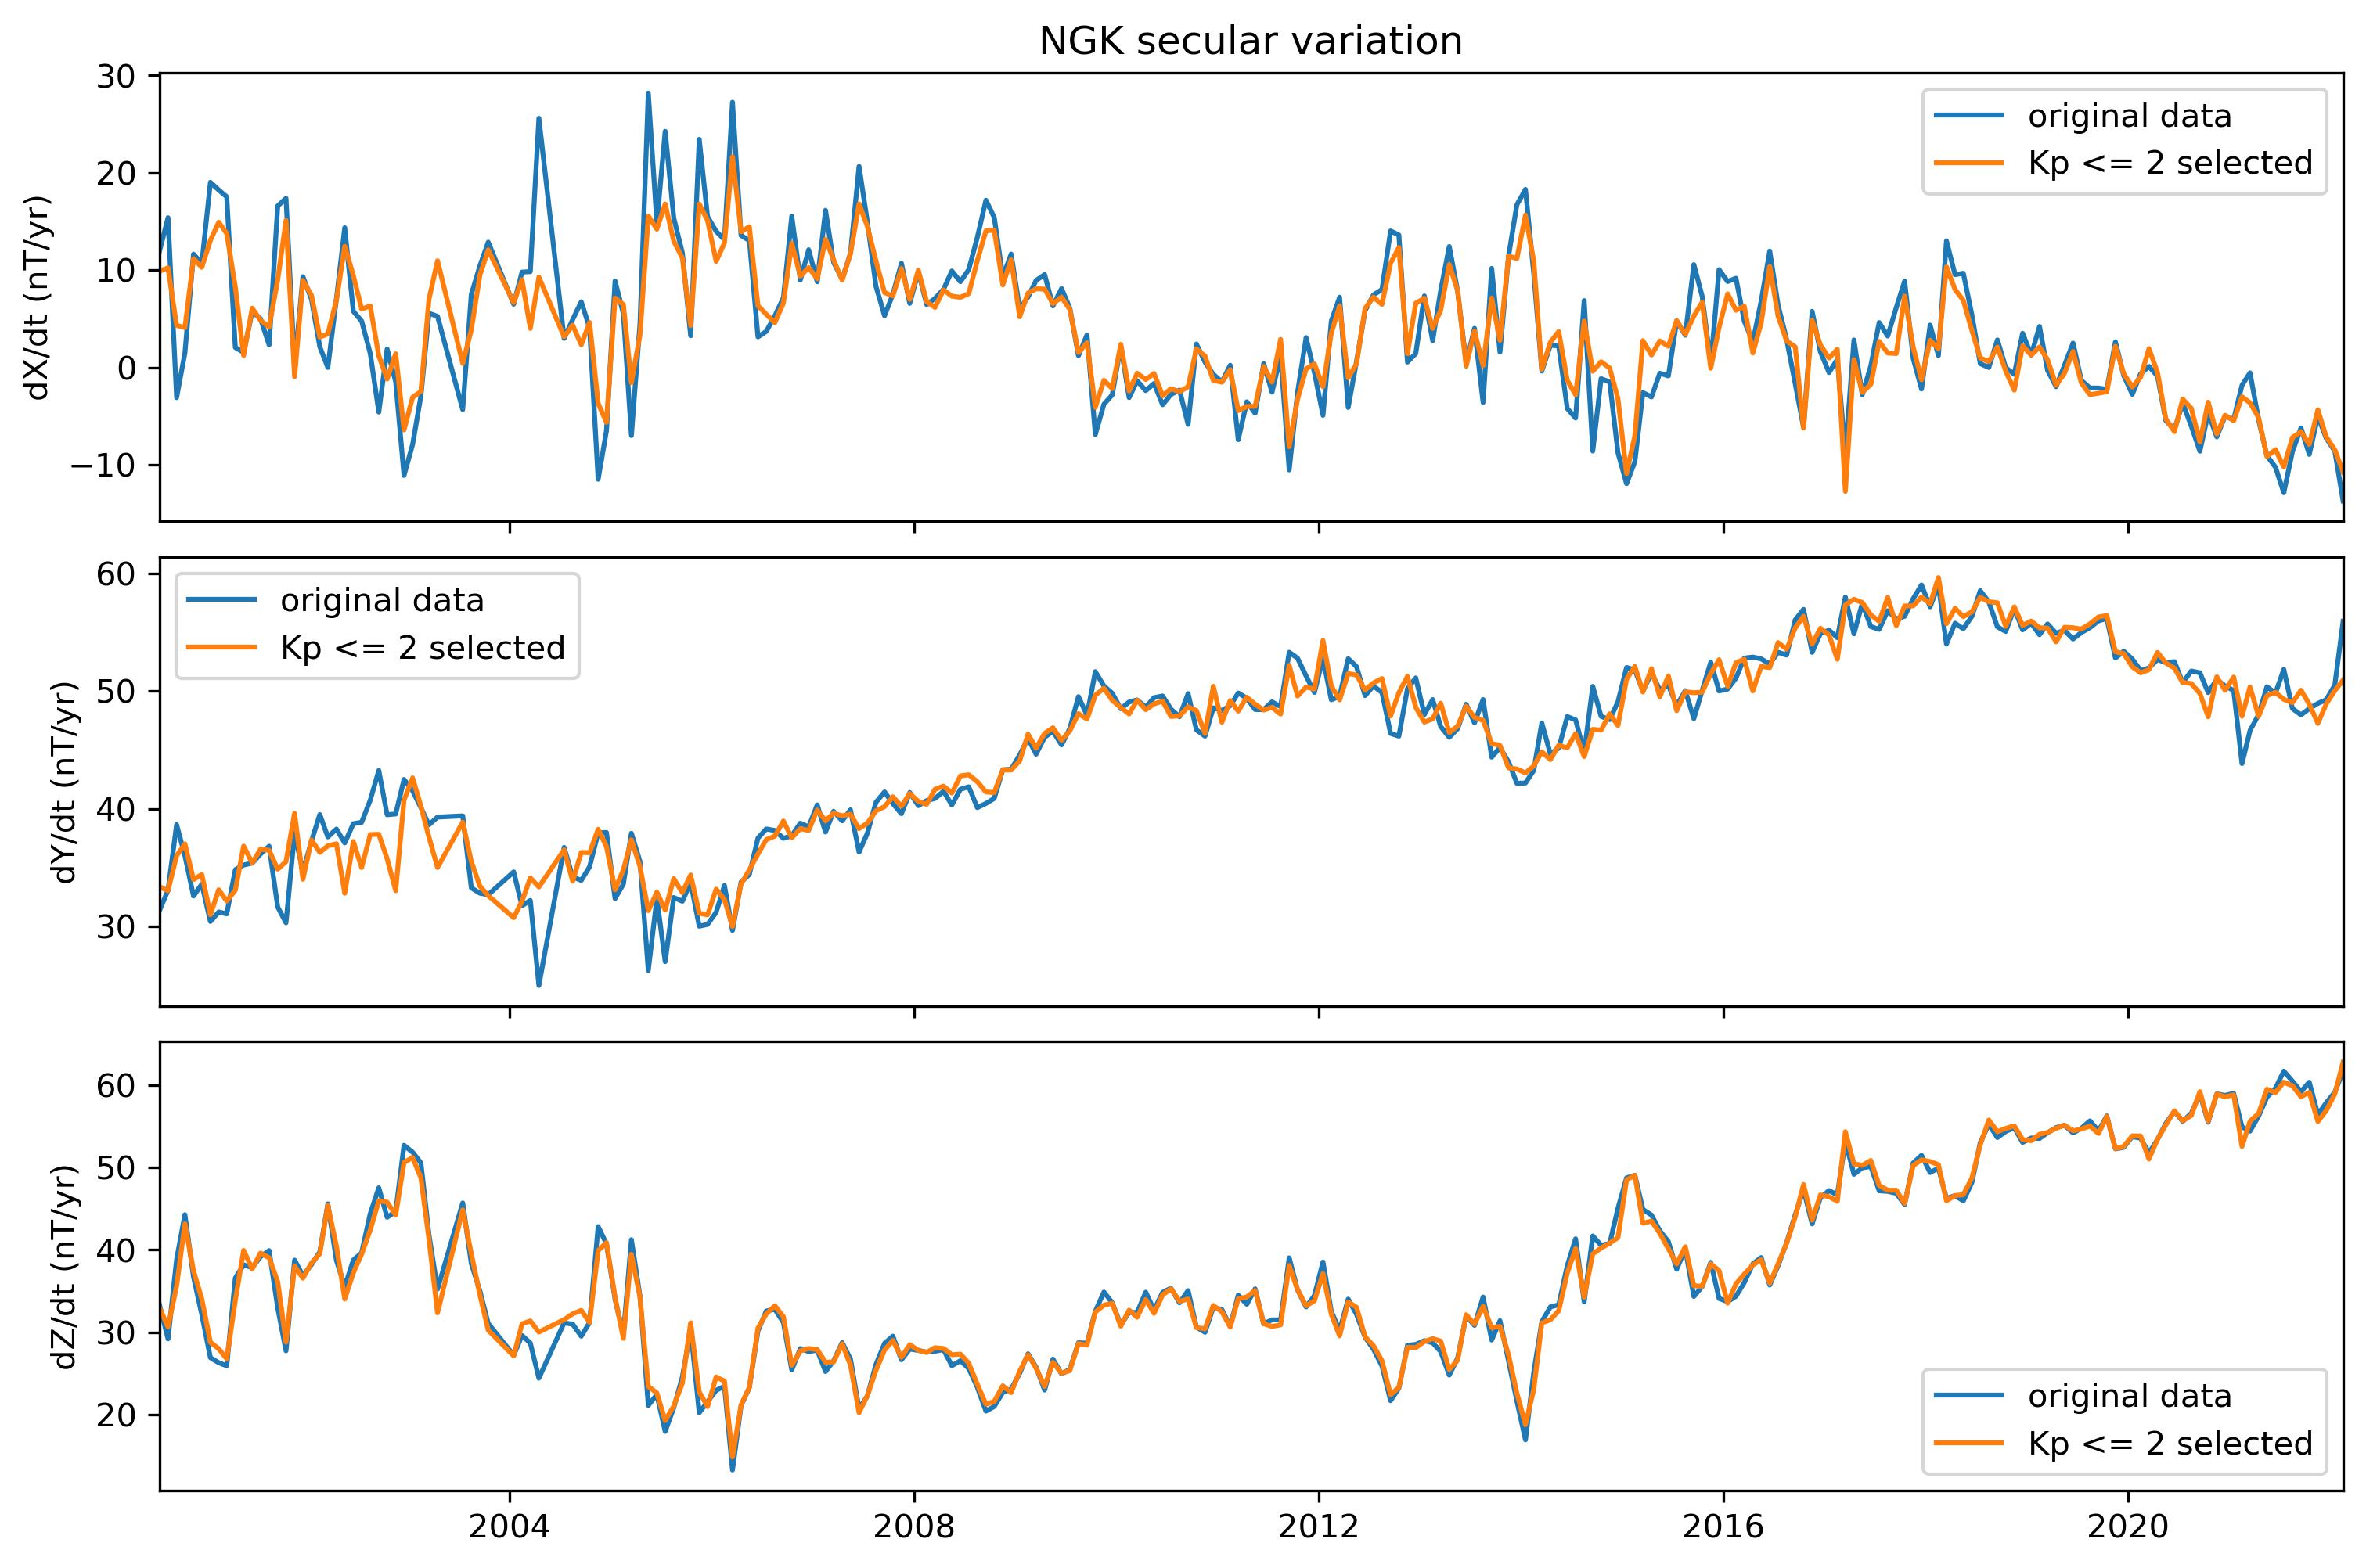 NGK secular variation
30
20
10
0
−10
dX/dt (nT/yr)
original data
Kp <= 2 selected
60
50
40
30
dY/dt (nT/yr)
original data
Kp <= 2 selected
60
50
40
30
20
dZ/dt (nT/yr)
original data
Kp <= 2 selected
2004 2008 2012 2016 2020